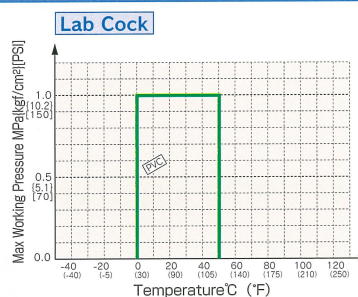 Lab Cock
Max Working Pressure MPa{kgf/cm²}[PSI]
1.0
{10.2}
[150]
0.5
{5.1}
[70]
0.0
PVC
-40 -20 0 20 40 60 80 100 120
(-40) (-5) (30) (90) (105) (140) (175) (210) (250)
Temperature℃ (°F)